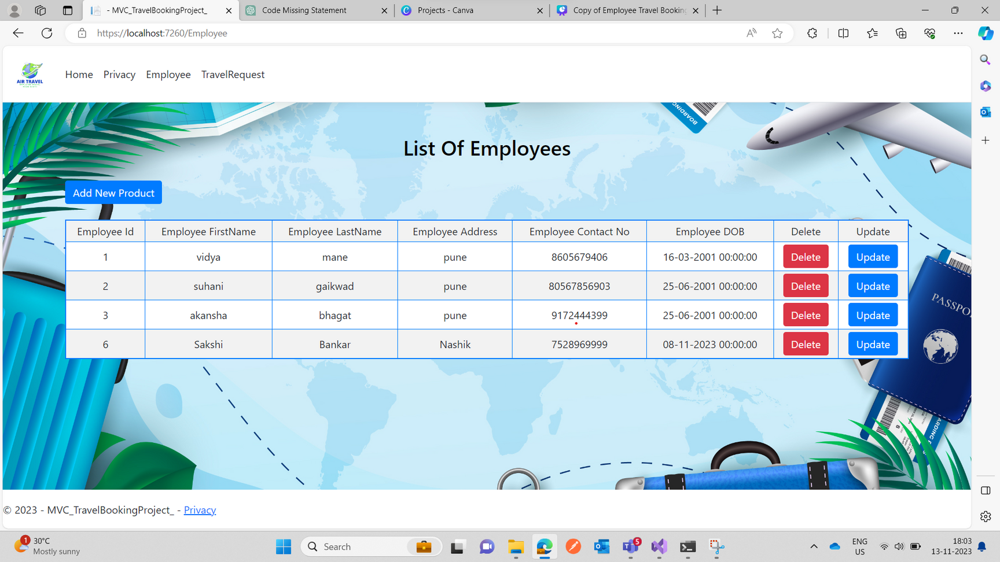 - MVC_TravelBookingProject_
Code Missing Statement
Projects - Canva
Copy of Employee Travel Booking
https://localhost:7260/Employee
AIR TRAVEL
Home Privacy Employee TravelRequest
BOARDING
List Of Employees
Add New Product
Employee Id Employee FirstName Employee LastName Employee Address Employee Contact No Employee DOB Delete Update
1 vidya mane pune 8605679406 16-03-2001 00:00:00 Delete Update
2 suhani gaikwad pune 80567856903 25-06-2001 00:00:00 Delete Update
3 akansha bhagat pune 9172444399 25-06-2001 00:00:00 Delete Update
6 Sakshi Bankar Nashik 7528969999 08-11-2023 00:00:00 Delete Update
PASSPO
© 2023 - MVC_TravelBookingProject_ - Privacy
1
30°C
Mostly sunny
Search
5
ENG
US
18:03
13-11-2023